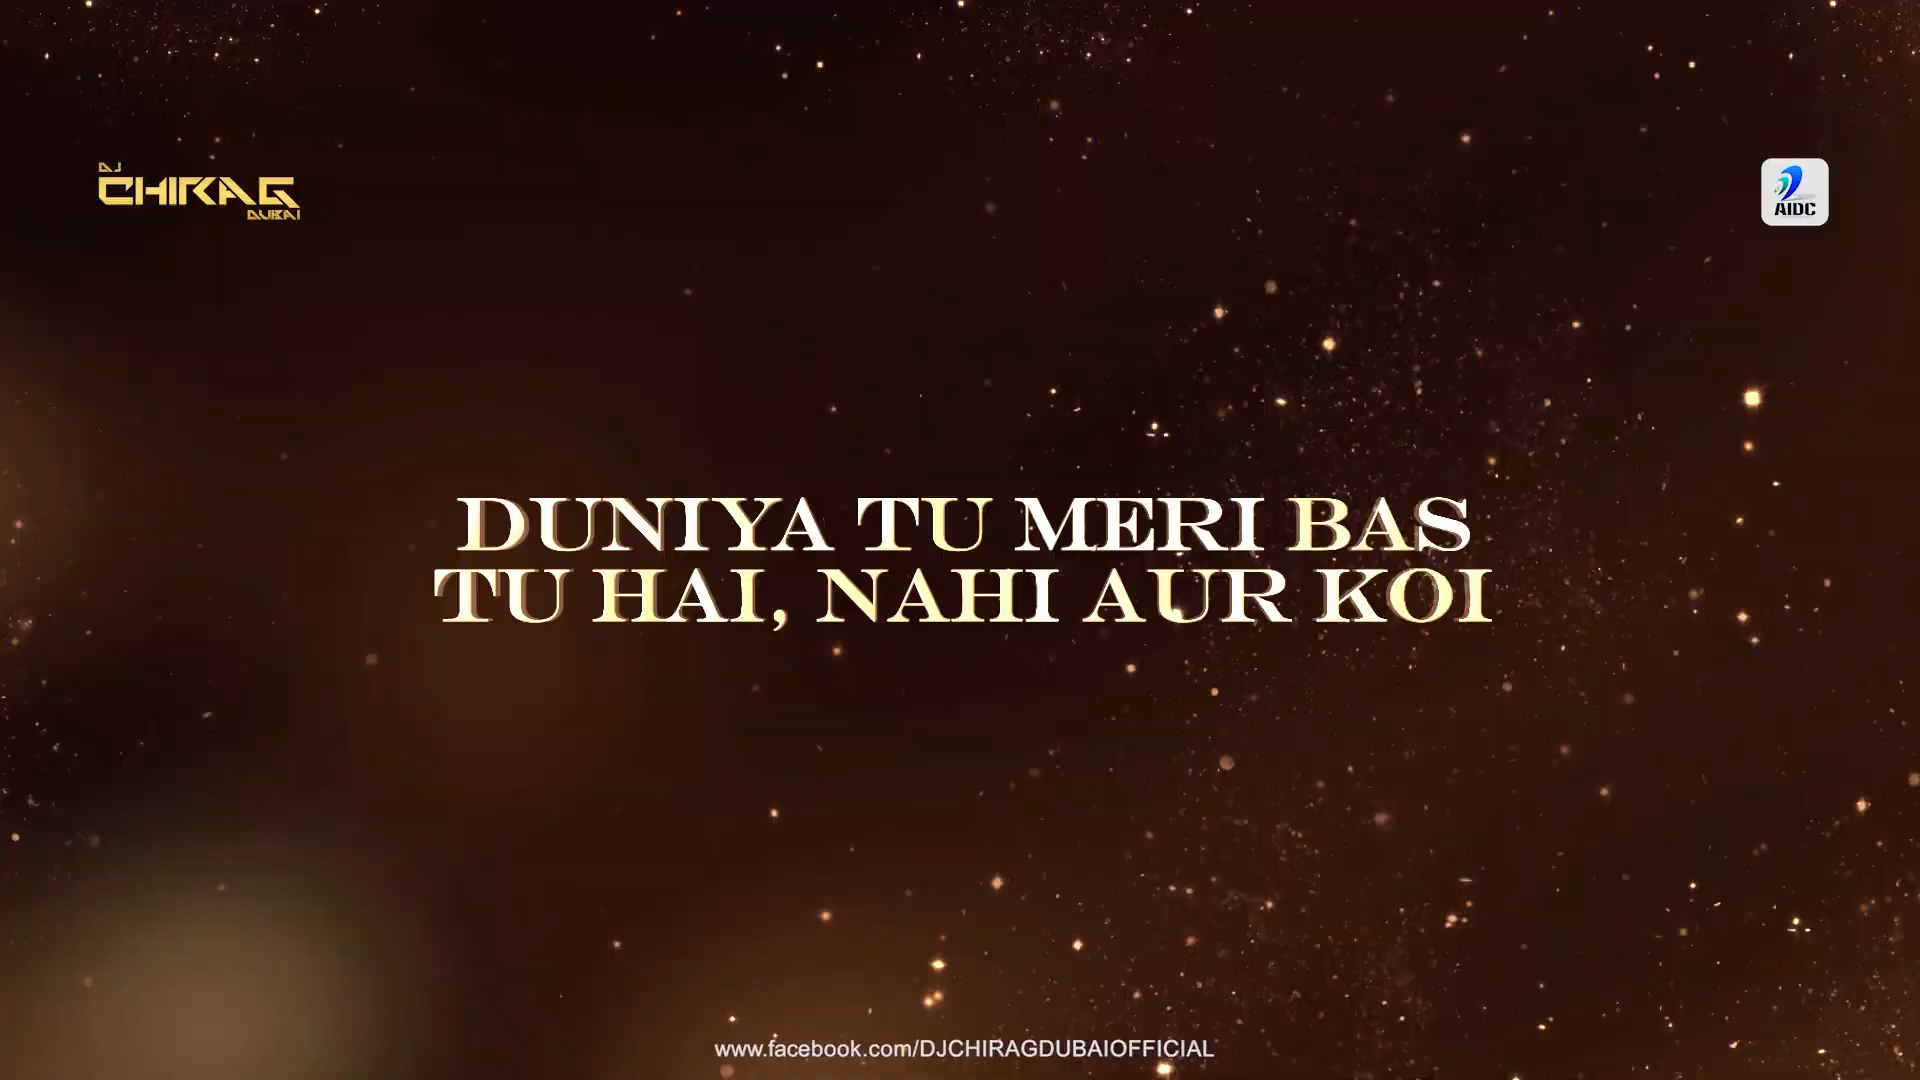 DJ
CHIRAG
DUBAI
AIDC
DUNIYA TU MERI BAS
TU HAI, NAHI AUR KOI
www.facebook.com/DJCHIRAGDUBAIOFFICIAL